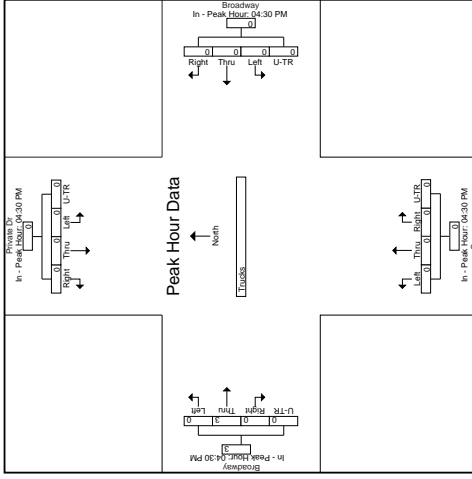 Broadway
In - Peak Hour: 04:30 PM
0
0 0 0 0
Right Thru Left U-TR
Private Dr
In - Peak Hour: 04:30 PM
0
0 0 0 0
Right Thru Left U-TR
Peak Hour Data
North
Trucks
0 0 0 0
Left Thru Right U-TR
0
In - Peak Hour: 04:30 PM
Left Thru Right U-TR
0 3 0 0
3
In - Peak Hour: 04:30 PM
Broadway